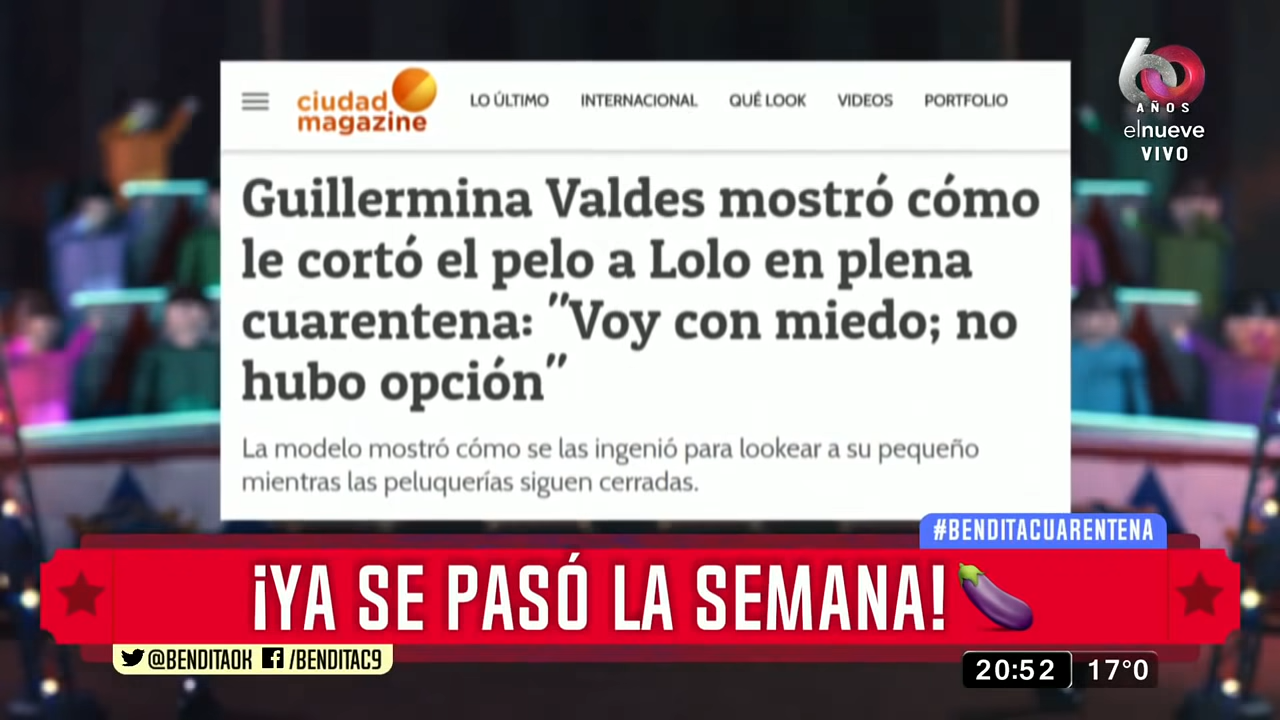 ciudad
magazine
LO ÚLTIMO INTERNACIONAL QUÉ LOOK VIDEOS PORTFOLIO
60
AÑOS
elnueve
VIVO
Guillermina Valdes mostró cómo
le cortó el pelo a Lolo en plena
cuarentena: "Voy con miedo; no
hubo opción"
La modelo mostró cómo se las ingenió para lookear a su pequeño
mientras las peluquerías siguen cerradas.
#BENDITACUARENTENA
¡YA SE PASÓ LA SEMANA!🍆
@BENDITAOK /BENDITAC9
20:52 17°0